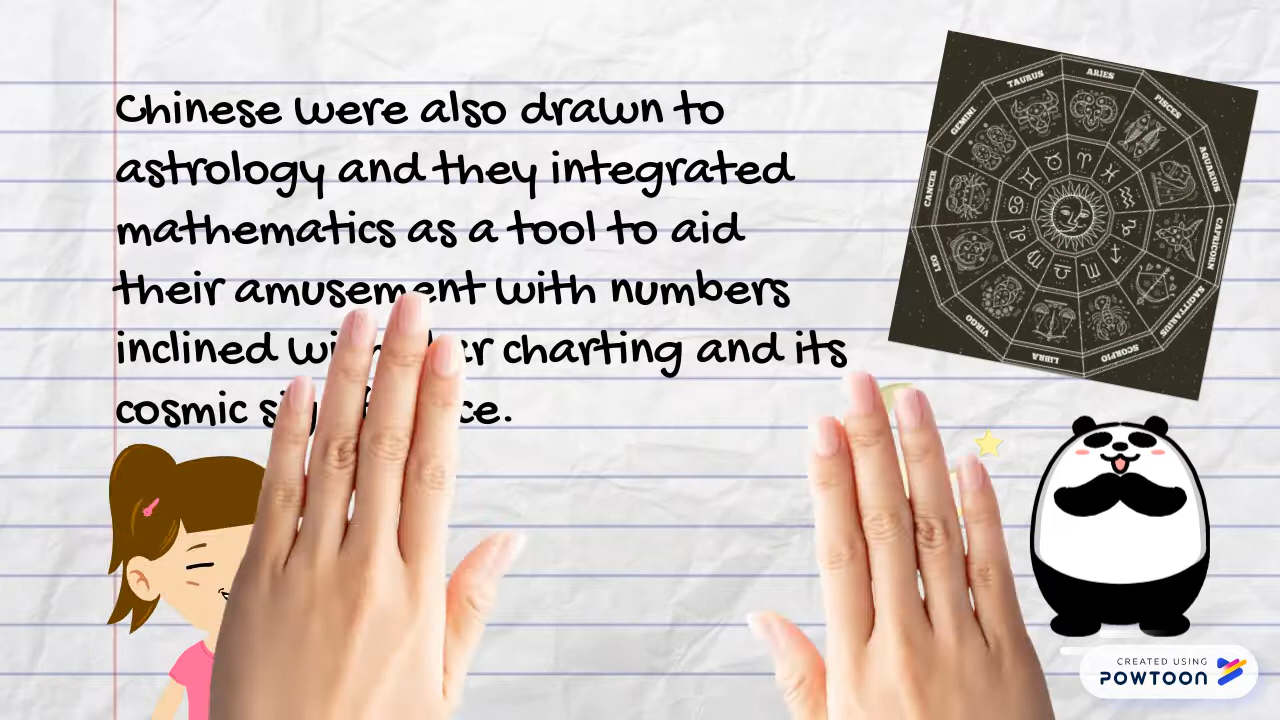 Chinese were also drawn to
astrology and they integrated
mathematics as a tool to aid
their amusement with numbers
inclined charting and its
cosmic
ARIES
PISCES
AQUARIUS
CAPRICORN
SAGITTARIUS
SCORPIO
LIBRA
VIRGO
LEO
CANCER
GEMINI
TAURUS
CREATED USING
POWTOON